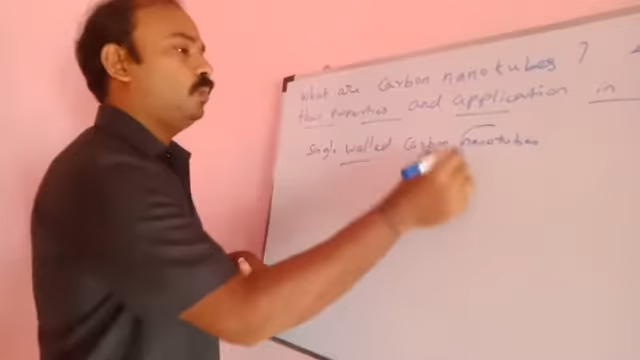 What are Carbon nanotubes ?
their properties and application in
Single walled Carbon nanotubes